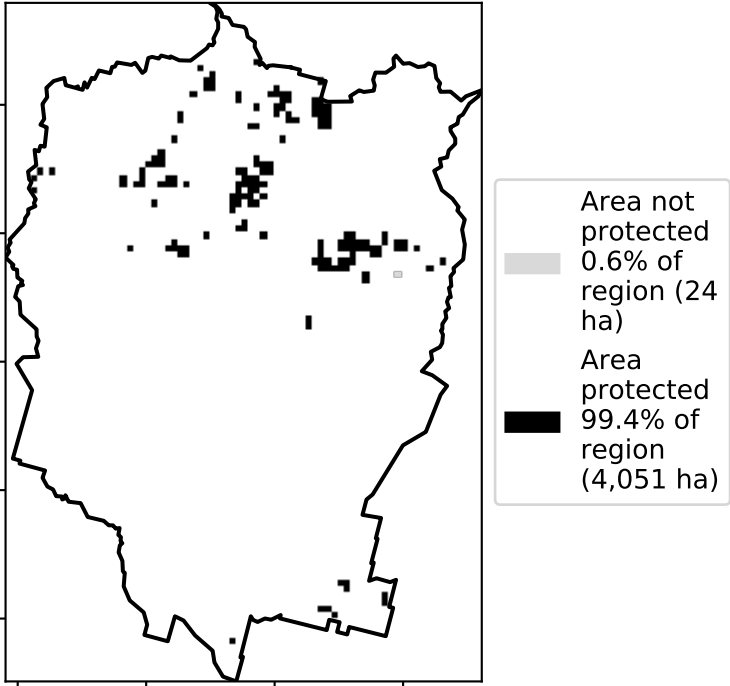 Area not
protected
0.6% of
region (24
ha)
Area
protected
99.4% of
region
(4,051 ha)